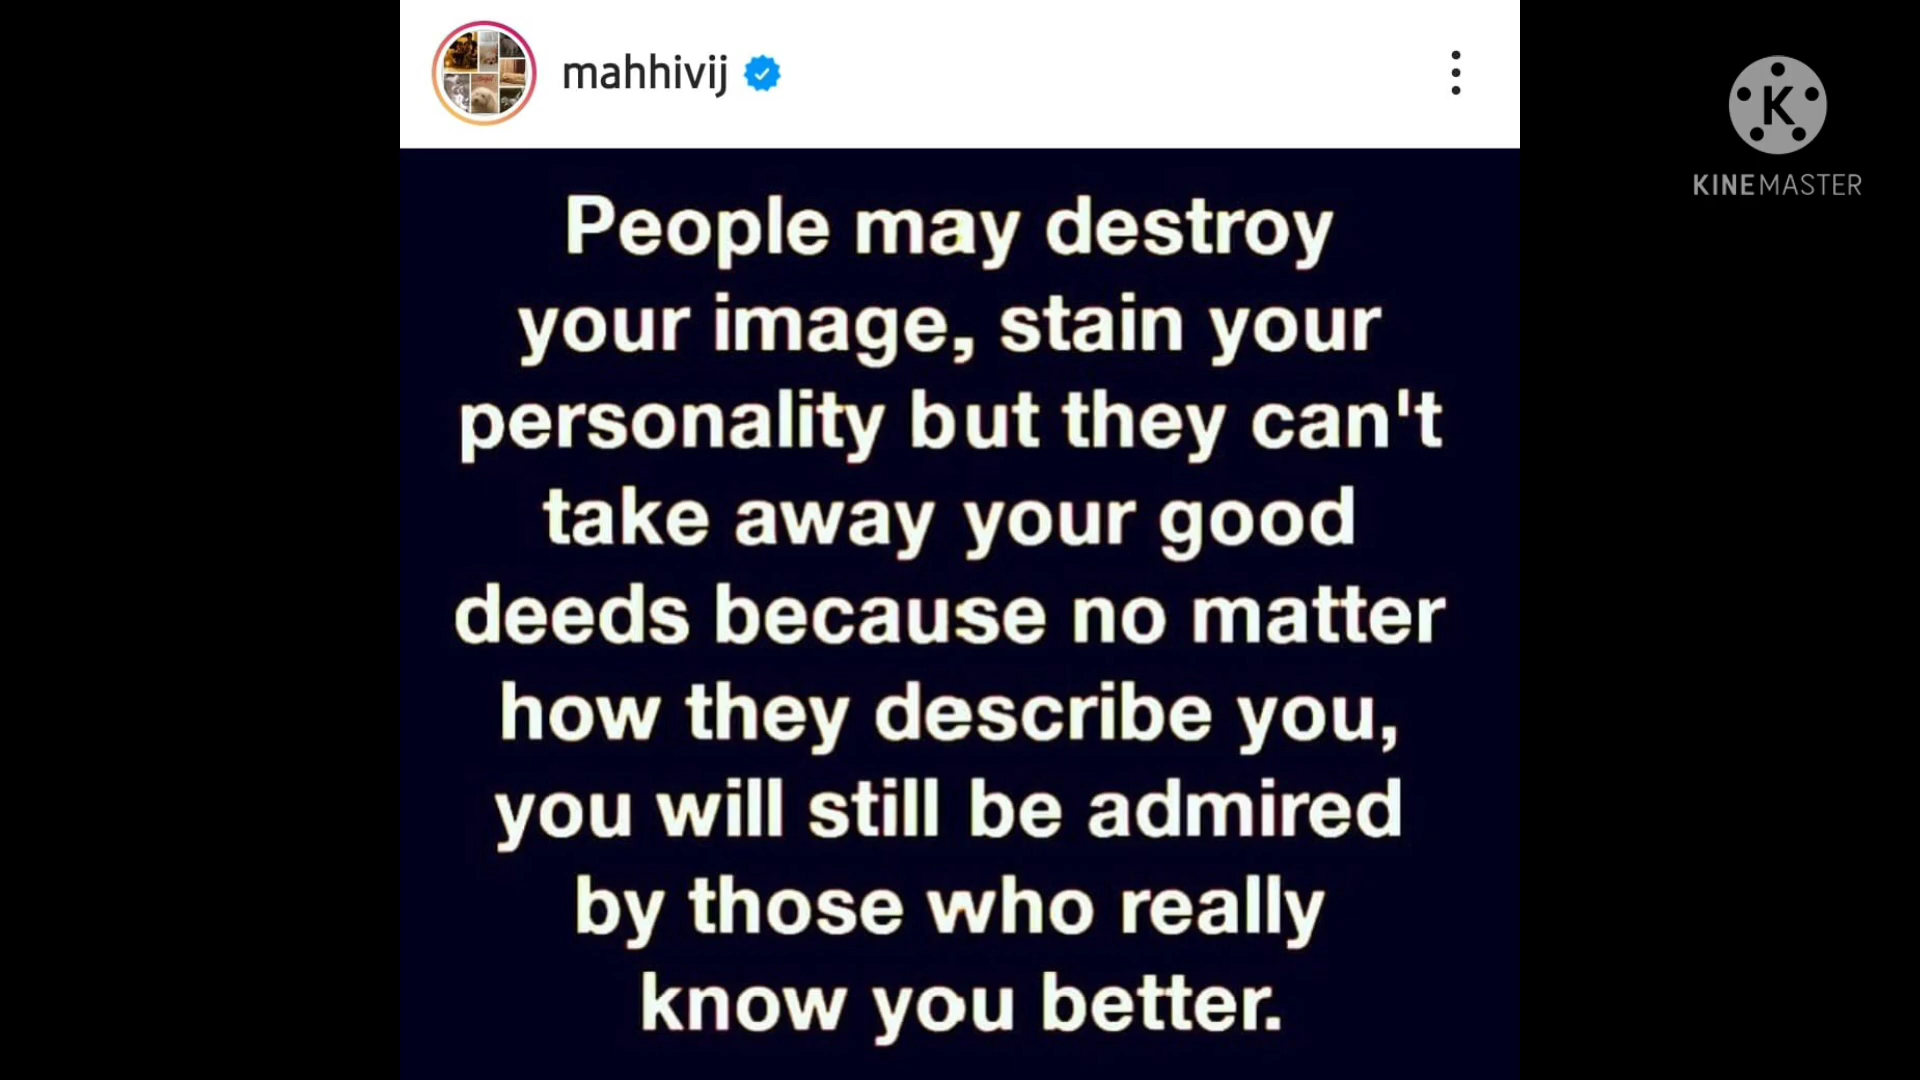 mahhivij
K
KINEMASTER
People may destroy
your image, stain your
personality but they can't
take away your good
deeds because no matter
how they describe you,
you will still be admired
by those who really
know you better.